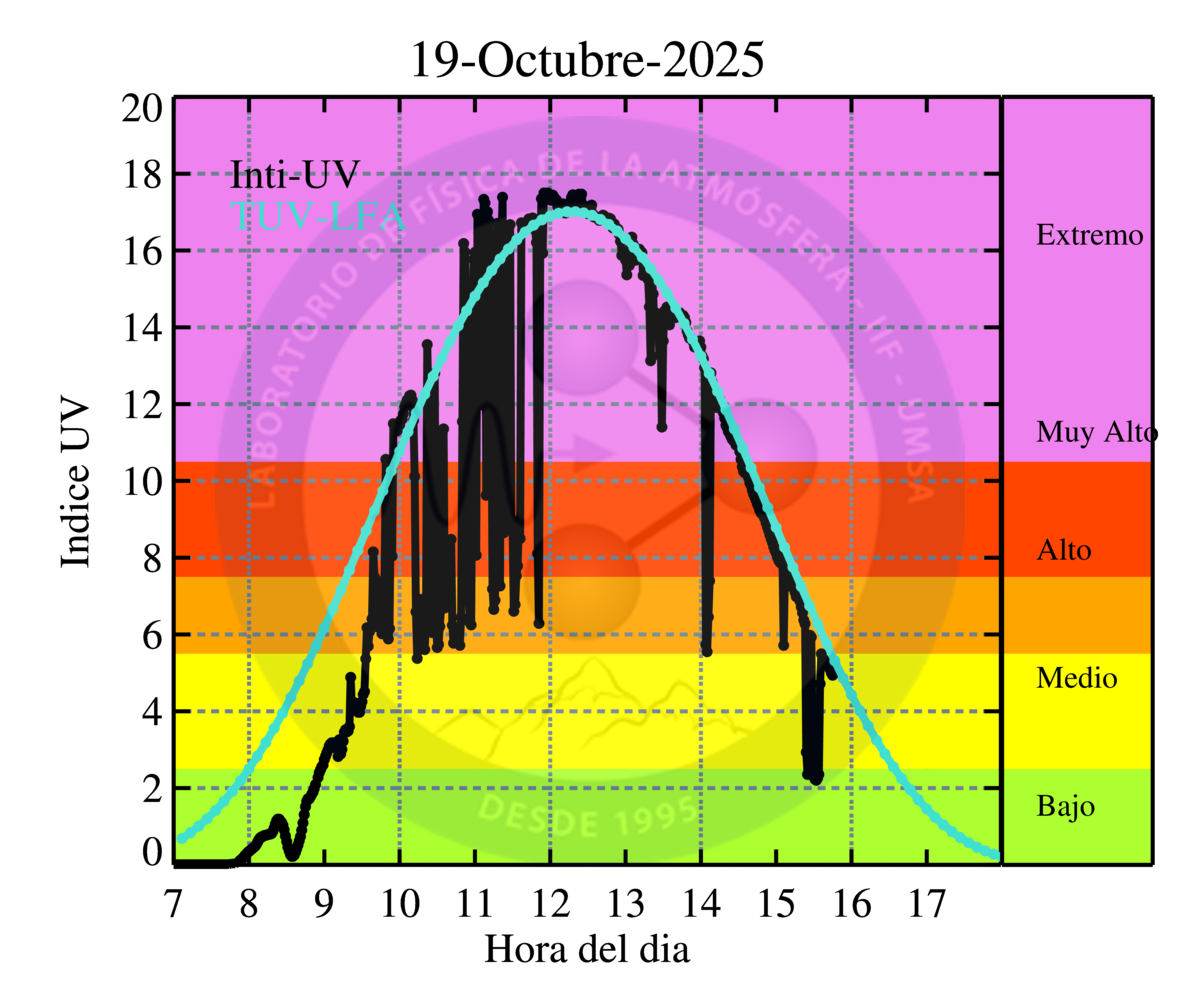 19-Octubre-2025
Inti-UV
TUV-LFA
LABORATORIO DE FÍSICA DE LA ATMÓSFERA - IIF - UMSA
DESDE 1995
Indice UV
20
18
16
14
12
10
8
6
4
2
0
7 8 9 10 11 12 13 14 15 16 17
Hora del dia
Extremo
Muy Alto
Alto
Medio
Bajo